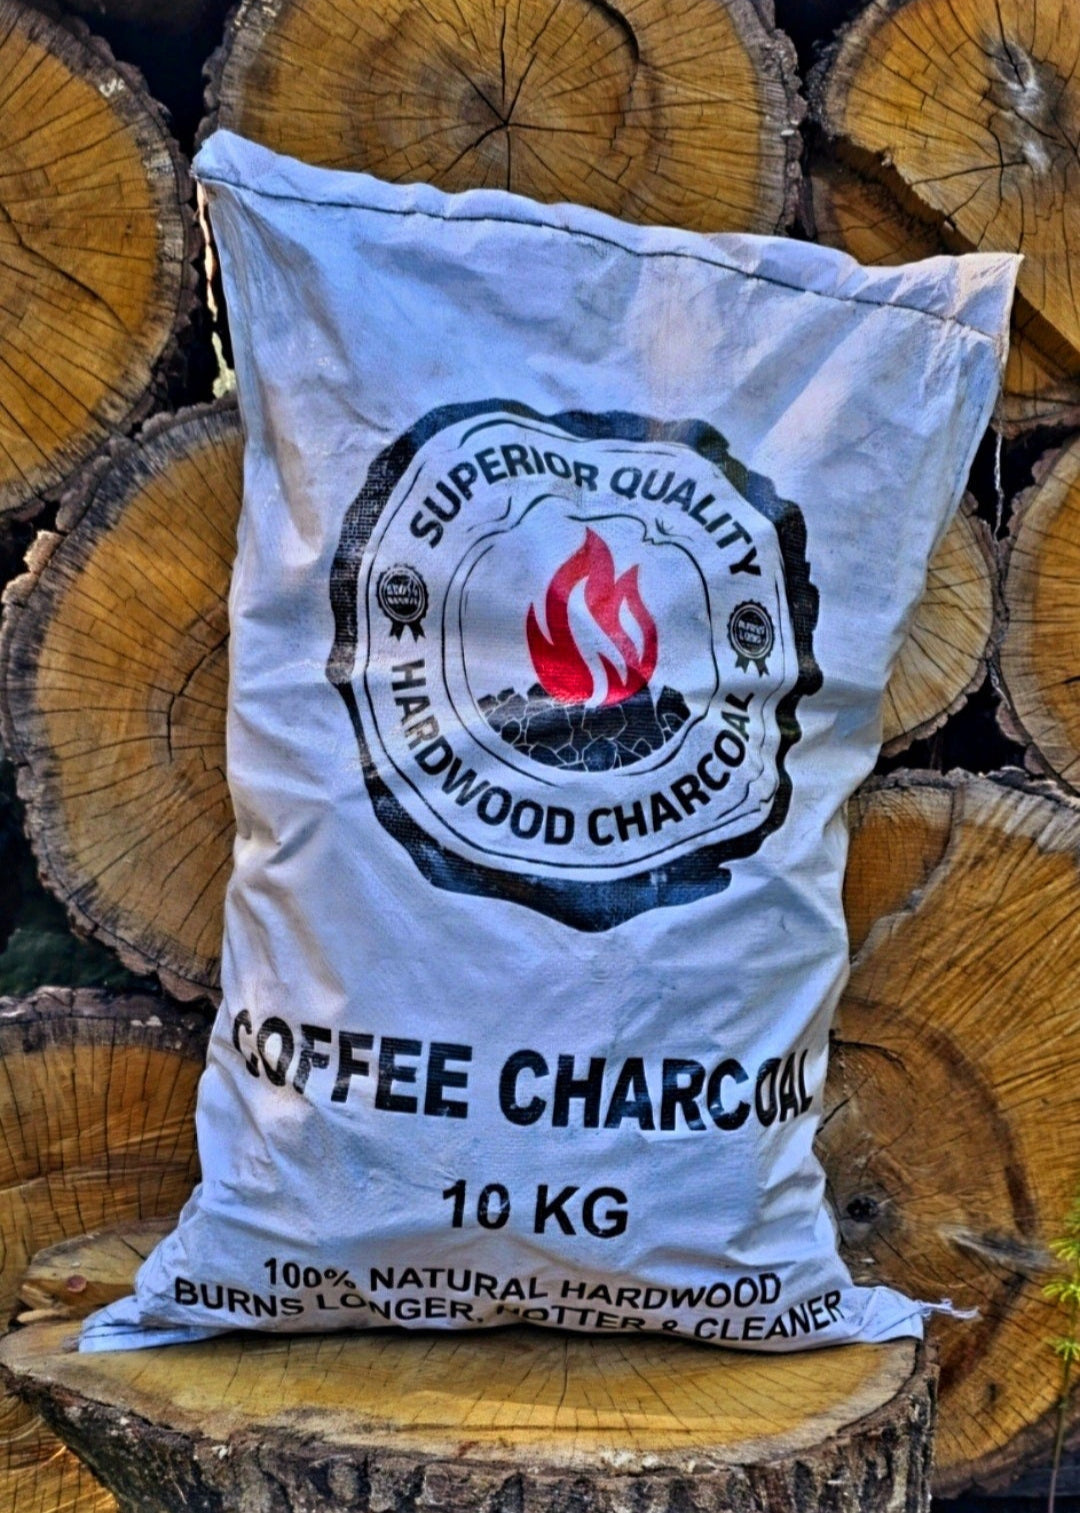 SUPERIOR QUALITY
HARDWOOD CHARCOAL
COFFEE CHARCOAL
10 KG
100% NATURAL HARDWOOD
BURNS LONGER, HOTTER & CLEANER